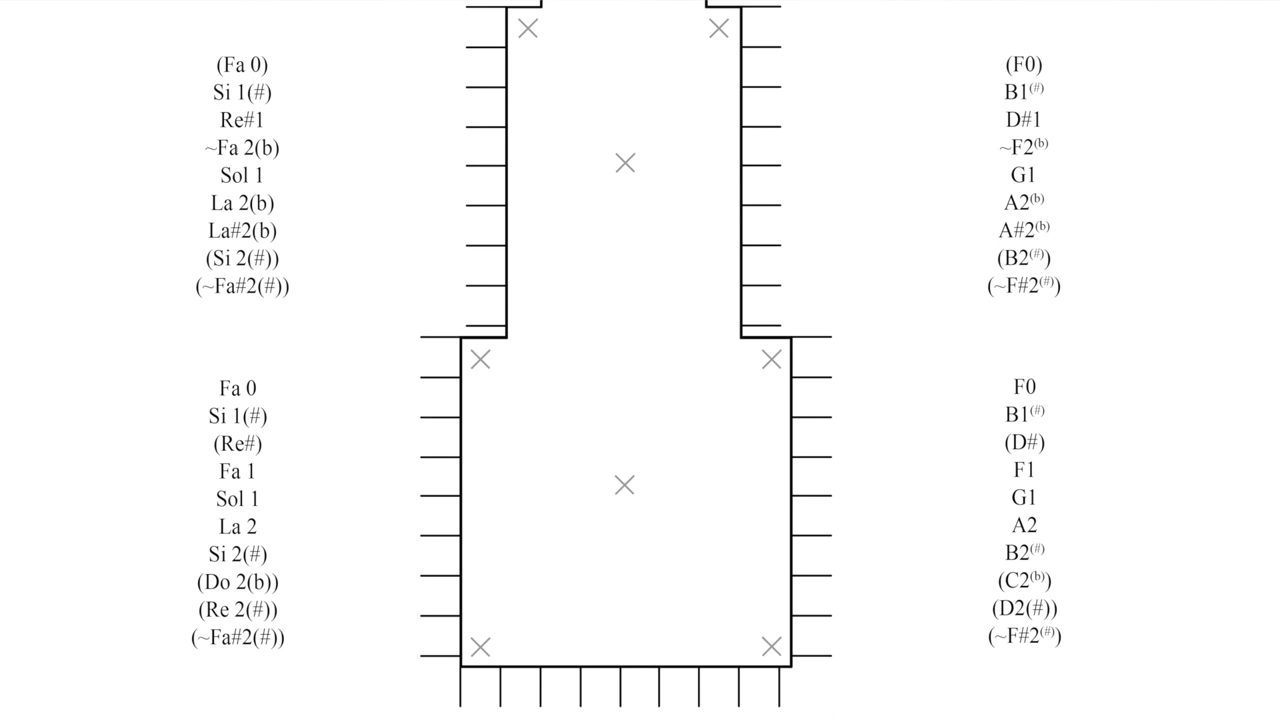 (Fa 0)
Si 1(#)
Re#1
~Fa 2(b)
Sol 1
La 2(b)
La#2(b)
(Si 2(#))
(~Fa#2(#))
Fa 0
Si 1(#)
(Re#)
Fa 1
Sol 1
La 2
Si 2(#)
(Do 2(b))
(Re 2(#))
(~Fa#2(#))
(F0)
B1(#)
D#1
~F2(b)
G1
A2(b)
A#2(b)
(B2(#))
(~F#2(#))
F0
B1(#)
(D#)
F1
G1
A2
B2(#)
(C2(b))
(D2(#))
(~F#2(#))